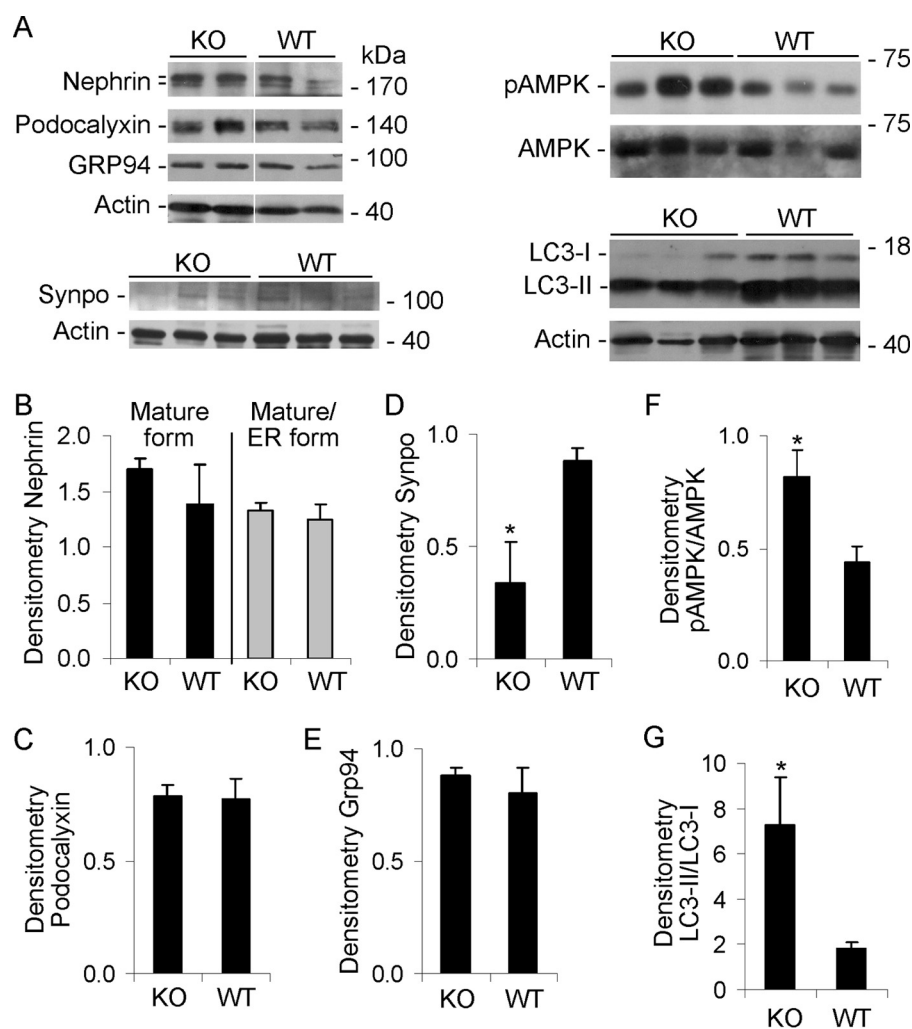 A
KO WT kDa
Nephrin - 170
Podocalyxin - - 140
GRP94 - - 100
Actin - - 40
KO WT
Synpo - - 100
Actin - - 40
KO WT - 75
pAMPK -
- 75
AMPK -
KO WT - 18
LC3-I -
LC3-II -
Actin - - 40
B
Mature form
Mature/ ER form
Densitometry Nephrin
2.0
1.5
1.0
0.5
0.0
KO WT KO WT
C
Densitometry Podocalyxin
1.0
0.5
0.0
KO WT
D
Densitometry Synpo
1.0
0.5
0.0
*
KO WT
E
Densitometry Grp94
1.0
0.5
0.0
KO WT
F
Densitometry pAMPK/AMPK
1.0
0.5
0.0
*
KO WT
G
Densitometry LC3-II/LC3-I
10
8
6
4
2
0
*
KO WT